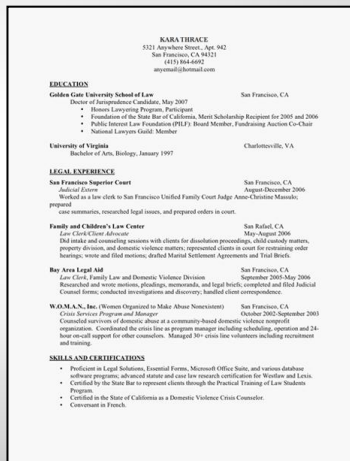 KARA THRACE
5321 Anywhere Street., Apt. 942
San Francisco, CA 94321
(415) 864-6692
anyemail@hotmail.com
EDUCATION
Golden Gate University School of Law San Francisco, CA
Doctor of Jurisprudence Candidate, May 2007
• Honors Lawyering Program, Participant
• Foundation of the State Bar of California, Merit Scholarship Recipient for 2005 and 2006
• Public Interest Law Foundation (PILF): Board Member, Fundraising Auction Co-Chair
• National Lawyers Guild: Member
University of Virginia Charlottesville, VA
Bachelor of Arts, Biology, January 1997
LEGAL EXPERIENCE
San Francisco Superior Court San Francisco, CA
Judicial Extern August-December 2006
Worked as a law clerk to San Francisco Unified Family Court Judge Anne-Christine Massulo;
prepared
case summaries, researched legal issues, and prepared orders in court.
Family and Children's Law Center San Rafael, CA
Law Clerk/Client Advocate May-August 2006
Did intake and counseling sessions with clients for dissolution proceedings, child custody matters,
property division, and domestic violence matters; represented clients in court for restraining order
hearings; wrote and filed motions; drafted Marital Settlement Agreements and Trial Briefs.
Bay Area Legal Aid San Francisco, CA
Law Clerk, Family Law and Domestic Violence Division September 2005-May 2006
Researched and wrote motions, pleadings, memoranda, and legal briefs; completed and filed Judicial
Counsel forms; conducted investigations and discovery; handled client correspondence.
W.O.M.A.N., Inc. (Women Organized to Make Abuse Nonexistent) San Francisco, CA
Crisis Services Program and Manager October 2002-September 2003
Counseled survivors of domestic abuse at a community-based domestic violence nonprofit
organization. Coordinated the crisis line as program manager including scheduling, operation and 24-
hour on-call support for other counselors. Managed 30+ crisis line volunteers including recruitment
and training.
SKILLS AND CERTIFICATIONS
• Proficient in Legal Solutions, Essential Forms, Microsoft Office Suite, and various database
software programs; advanced statute and case law research certification for Westlaw and Lexis.
• Certified by the State Bar to represent clients through the Practical Training of Law Students
Program.
• Certified in the State of California as a Domestic Violence Crisis Counselor.
• Conversant in French.